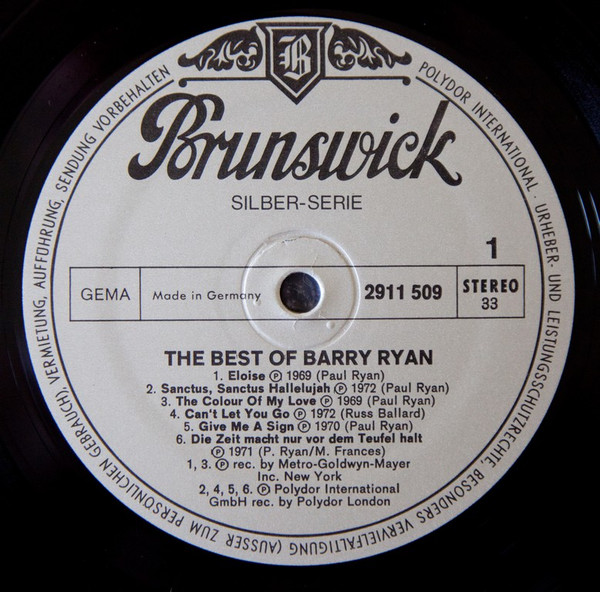 B
Brunswick
SILBER-SERIE
1
GEMA
Made in Germany
2911 509
STEREO
33
THE BEST OF BARRY RYAN
1. Eloise Ⓟ 1969 (Paul Ryan)
2. Sanctus, Sanctus Hallelujah Ⓟ 1972 (Paul Ryan)
3. The Colour Of My Love Ⓟ 1969 (Paul Ryan)
4. Can't Let You Go Ⓟ 1972 (Russ Ballard)
5. Give Me A Sign Ⓟ 1970 (Paul Ryan)
6. Die Zeit macht nur vor dem Teufel halt
Ⓟ 1971 (P. Ryan/M. Frances)
1, 3. Ⓟ rec. by Metro-Goldwyn-Mayer
Inc. New York
2, 4, 5, 6. Ⓟ Polydor International
GmbH rec. by Polydor London
POLYDOR INTERNATIONAL · URHEBER- UND LEISTUNGSSCHUTZRECHTE, BESONDERS VERVIELFÄLTIGUNG (AUSSER ZUM PERSÖNLICHEN GEBRAUCH), VERMIETUNG, AUFFÜHRUNG, SENDUNG VORBEHALTEN